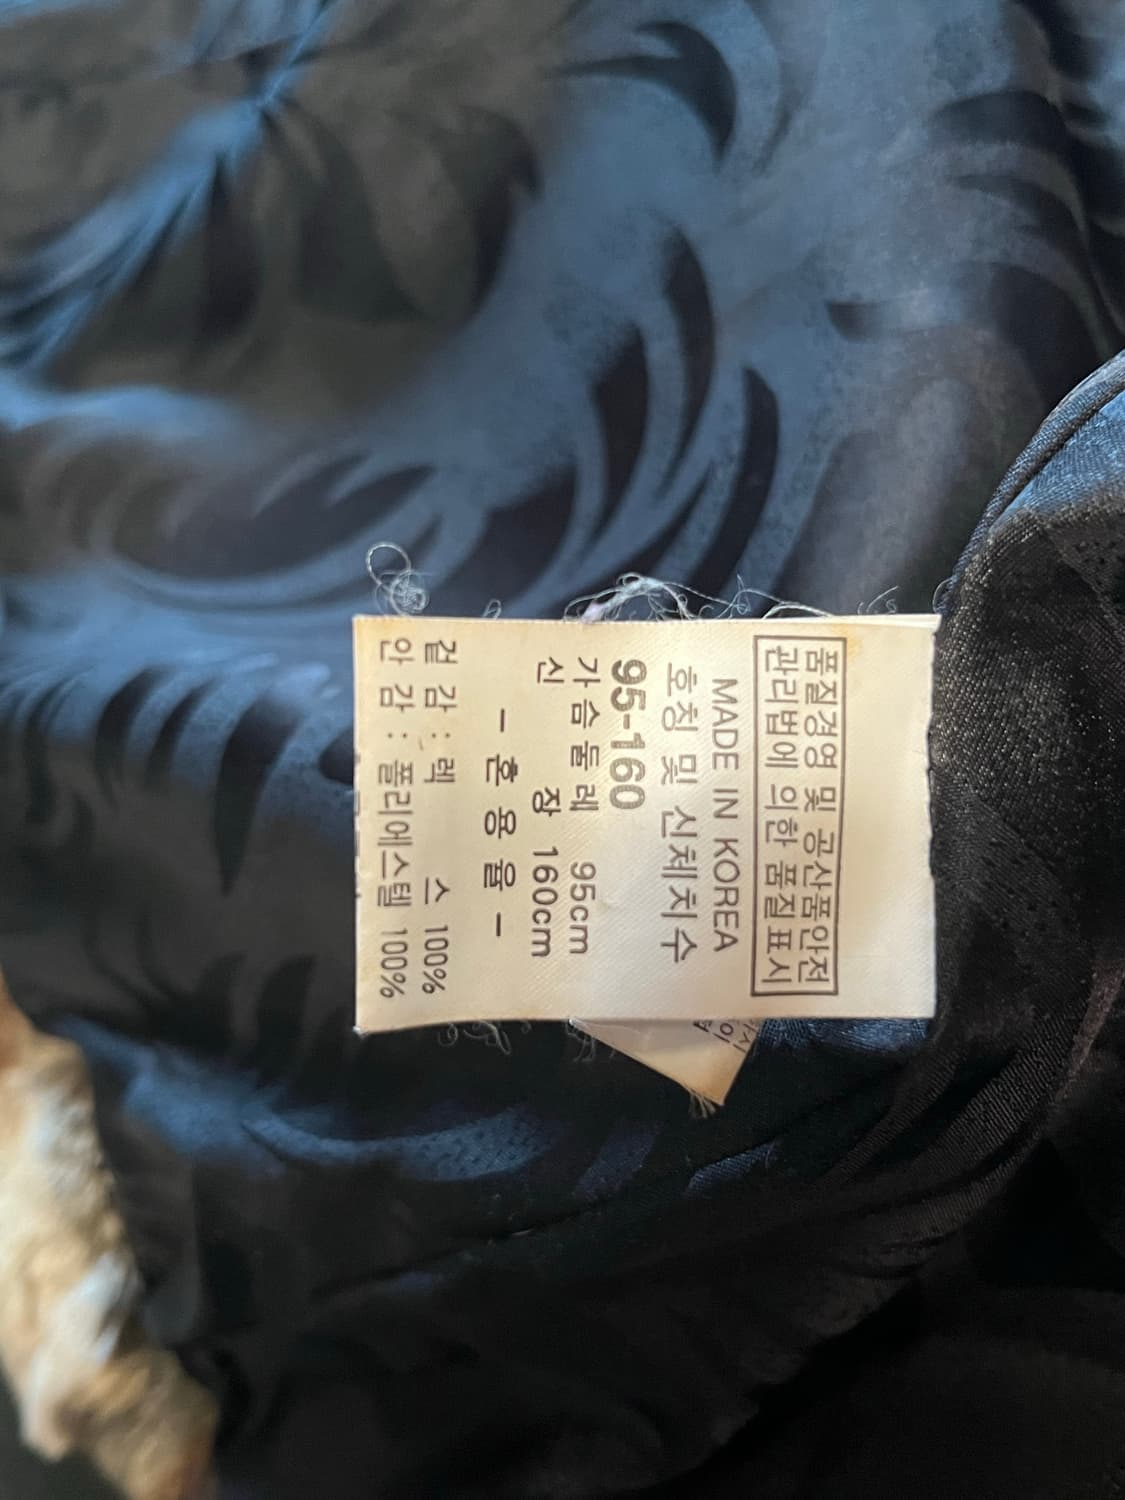 품질경영 및 공산품안전
관리법에 의한 품질표시
MADE IN KOREA
호칭 및 신체치수
95-160
가슴둘레 95cm
신 장 160cm
- 혼 용 율 -
겉 감 : 렉 스 100%
안 감 : 폴리에스텔 100%